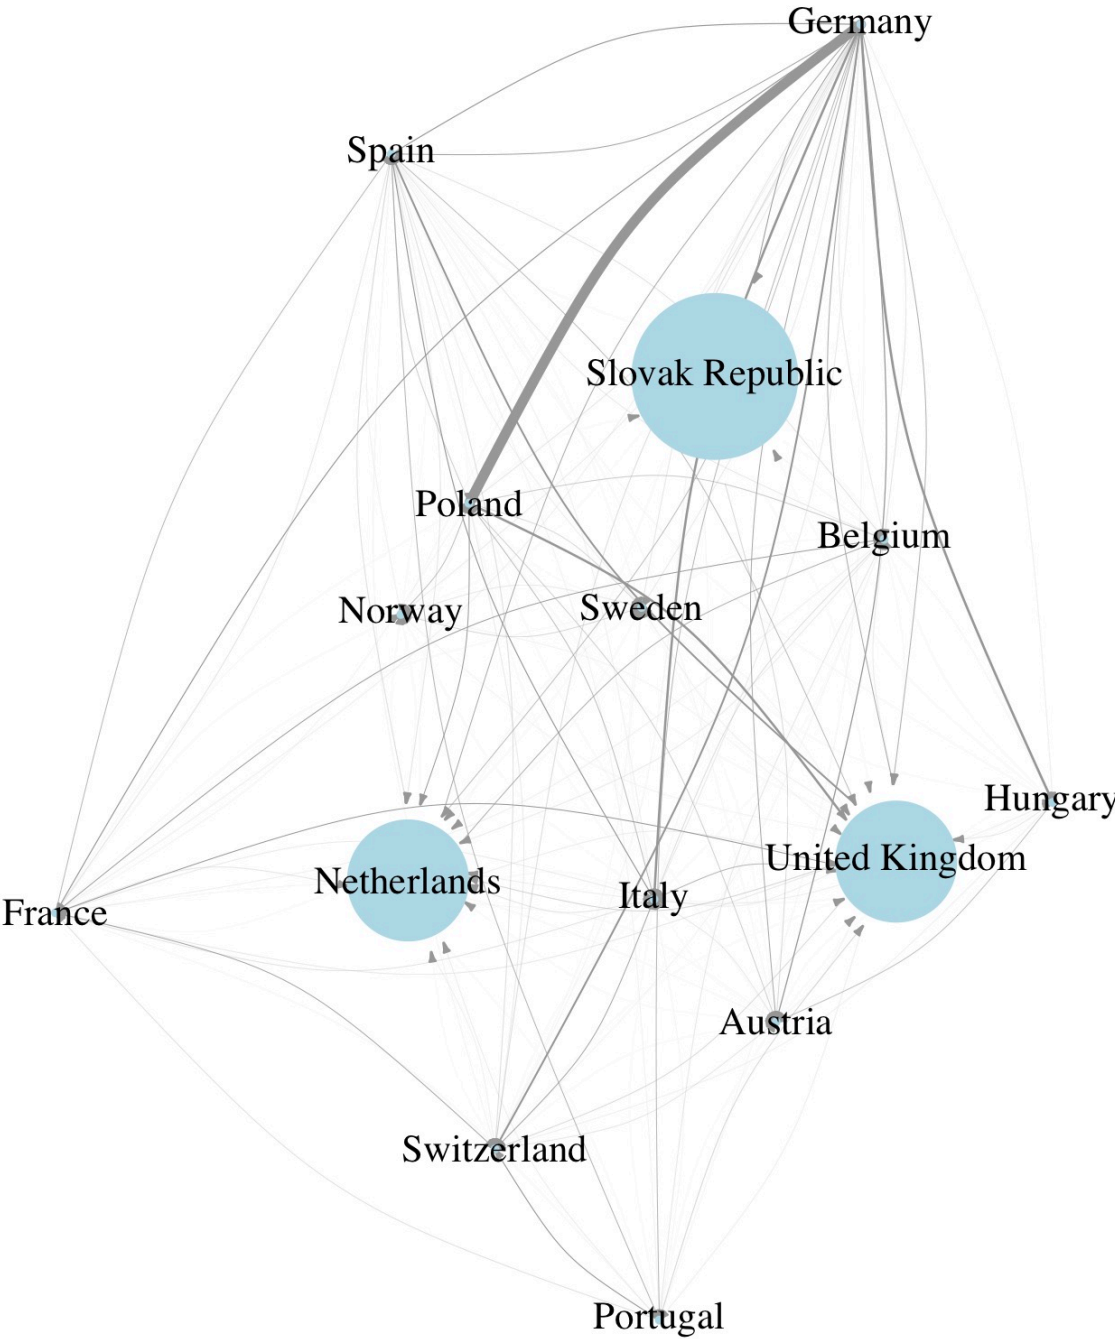 Germany
Spain
Slovak Republic
Poland
Belgium
Norway
Sweden
Hungary
United Kingdom
Netherlands
Italy
France
Austria
Switzerland
Portugal